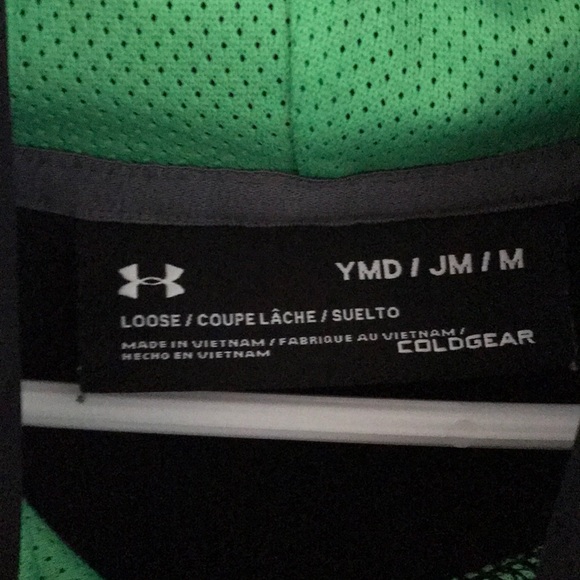 YMD / JM / M
LOOSE / COUPE LÂCHE / SUELTO
MADE IN VIETNAM / FABRIQUE AU VIETNAM /
HECHO EN VIETNAM
COLDGEAR